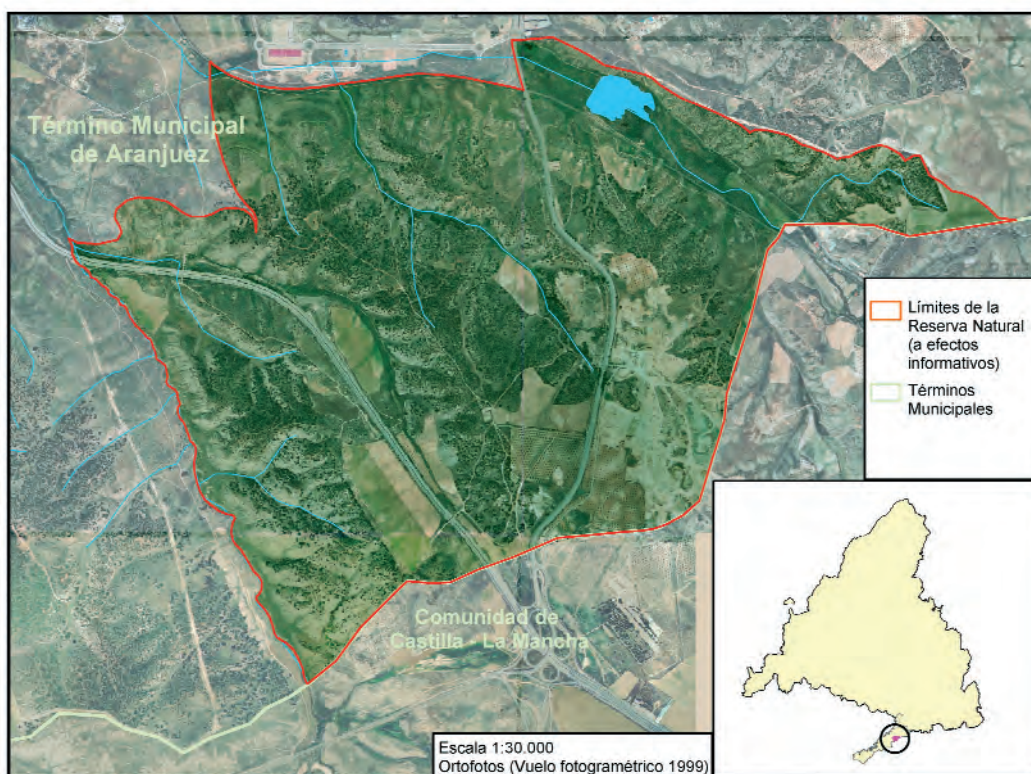 Término Municipal
de Aranjuez
Límites de la
Reserva Natural
(a efectos
informativos)
Términos
Municipales
Comunidad de
Castilla - La Mancha
Escala 1:30.000
Ortofotos (Vuelo fotogramétrico 1999)